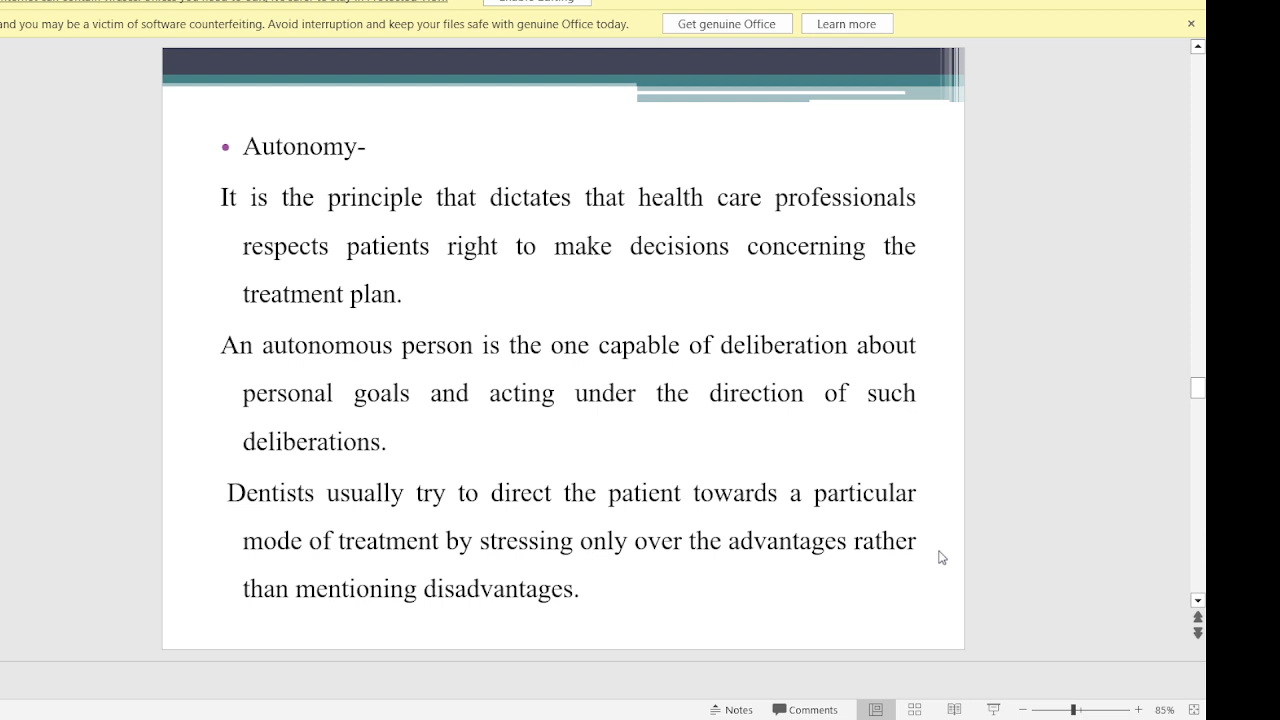 and you may be a victim of software counterfeiting. Avoid interruption and keep your files safe with genuine Office today. Get genuine Office Learn more
• Autonomy-
It is the principle that dictates that health care professionals
respects patients right to make decisions concerning the
treatment plan.
An autonomous person is the one capable of deliberation about
personal goals and acting under the direction of such
deliberations.
Dentists usually try to direct the patient towards a particular
mode of treatment by stressing only over the advantages rather
than mentioning disadvantages.
Notes Comments 85%